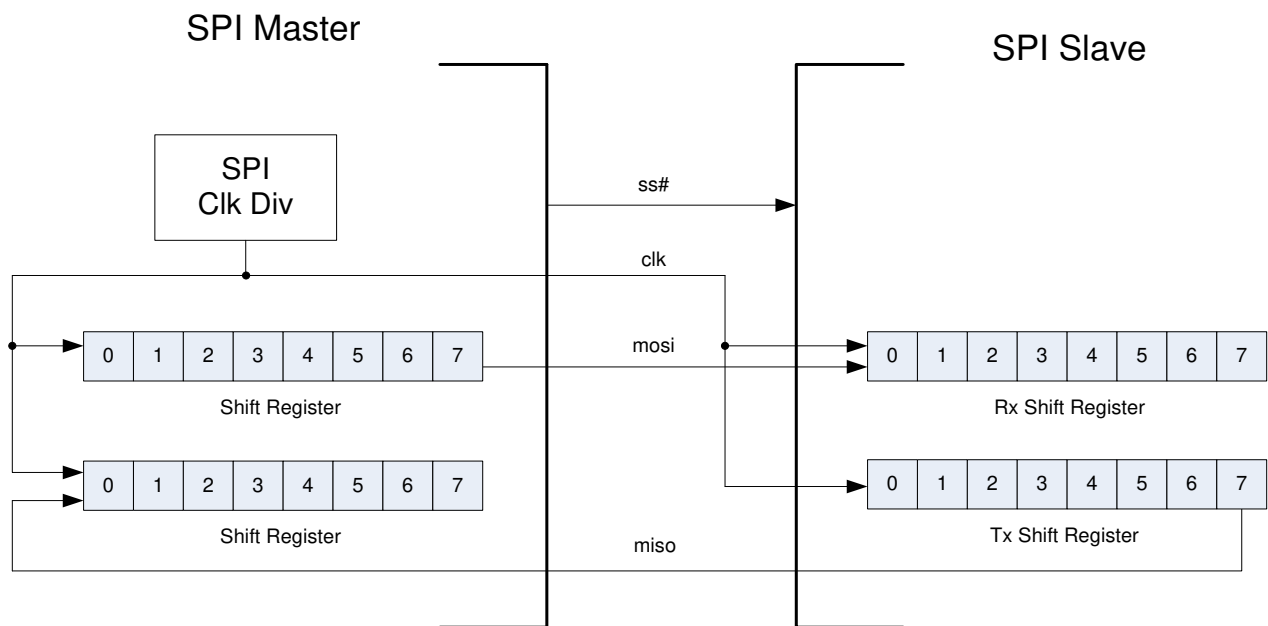 SPI Master
SPI Slave
SPI
Clk Div
ss#
clk
mosi
0 1 2 3 4 5 6 7
0 1 2 3 4 5 6 7
Shift Register
Rx Shift Register
0 1 2 3 4 5 6 7
0 1 2 3 4 5 6 7
Shift Register
Tx Shift Register
miso